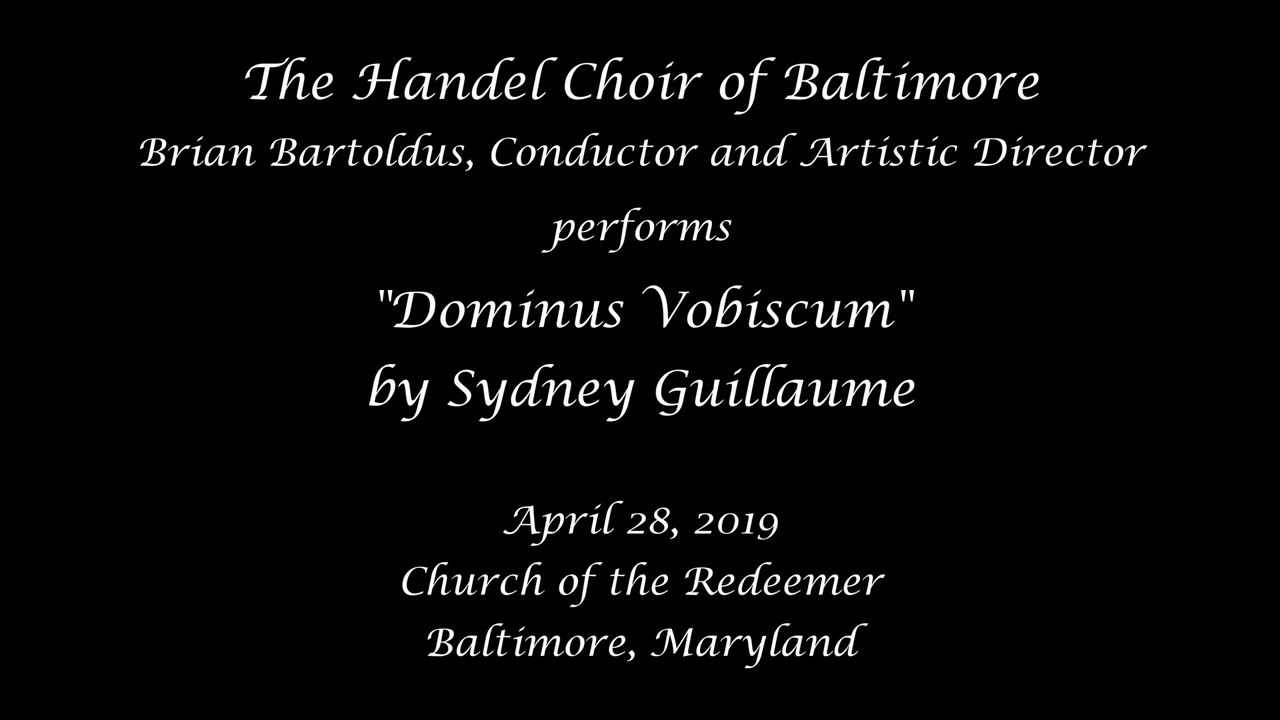 The Handel Choir of Baltimore
Brian Bartoldus, Conductor and Artistic Director
performs
"Dominus Vobiscum"
by Sydney Guillaume
April 28, 2019
Church of the Redeemer
Baltimore, Maryland